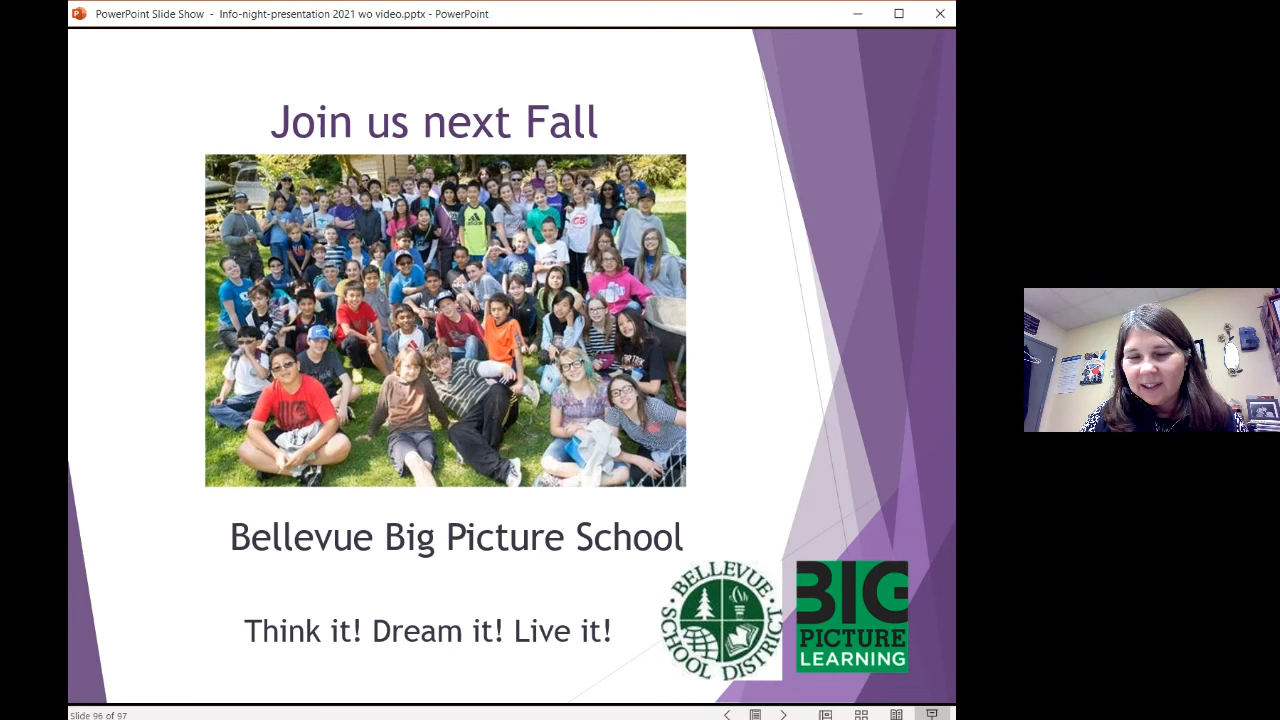 PowerPoint Slide Show - Info-night-presentation 2021 wo video.pptx - PowerPoint
Join us next Fall
Bellevue Big Picture School
Think it! Dream it! Live it!
BELLEVUE
SCHOOL DISTRICT
BIG
PICTURE
LEARNING
Slide 96 of 97